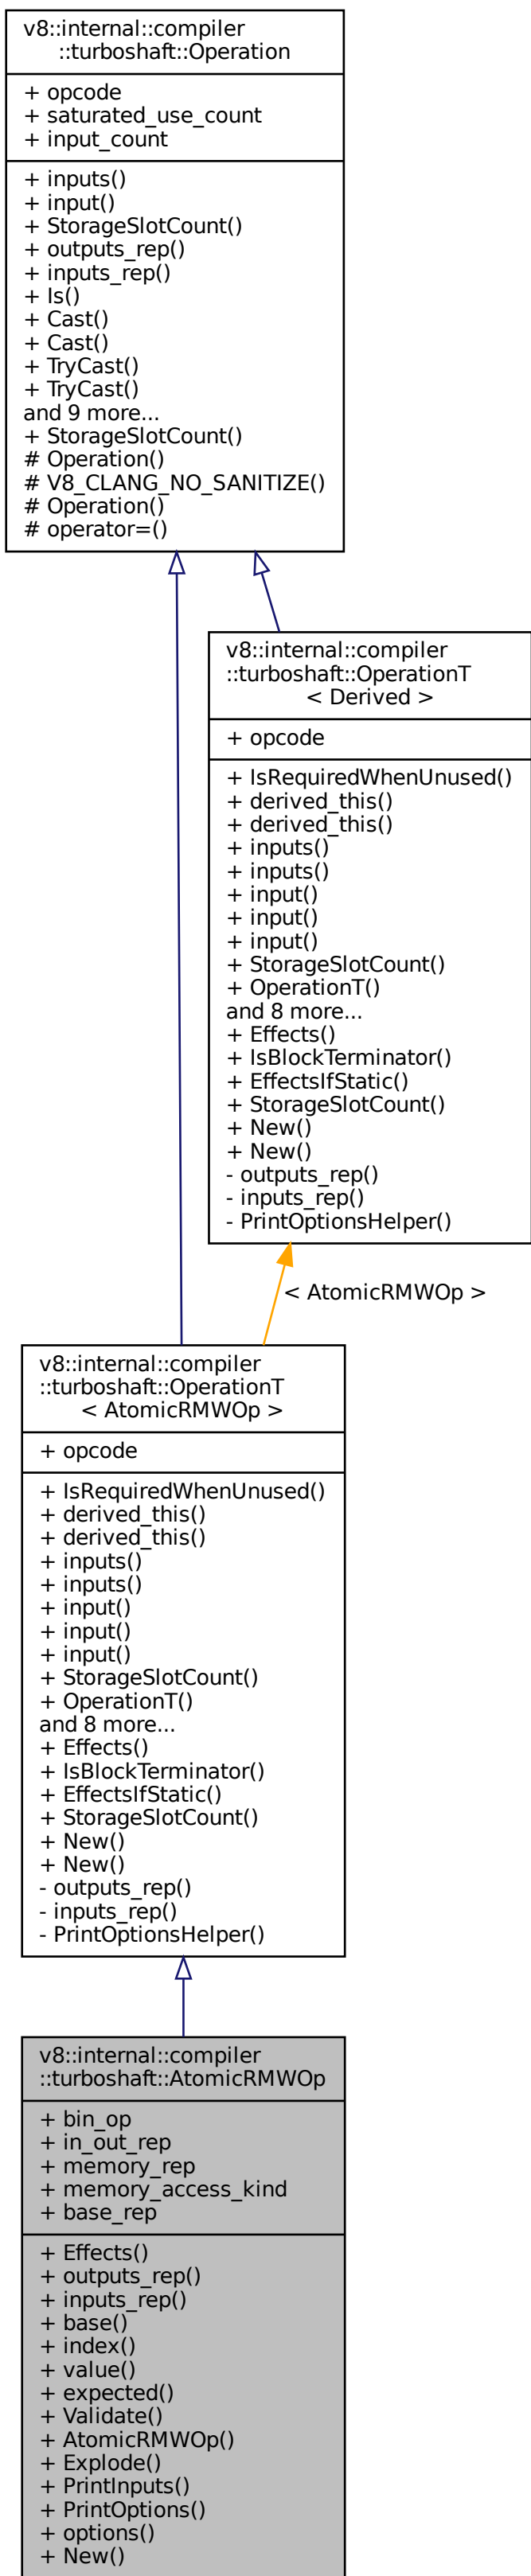 v8::internal::compiler
::turboshaft::Operation
+ opcode
+ saturated_use_count
+ input_count
+ inputs()
+ input()
+ StorageSlotCount()
+ outputs_rep()
+ inputs_rep()
+ Is()
+ Cast()
+ Cast()
+ TryCast()
+ TryCast()
and 9 more...
+ StorageSlotCount()
# Operation()
# V8_CLANG_NO_SANITIZE()
# Operation()
# operator=()
v8::internal::compiler
::turboshaft::OperationT
< Derived >
+ opcode
+ IsRequiredWhenUnused()
+ derived_this()
+ derived_this()
+ inputs()
+ inputs()
+ input()
+ input()
+ input()
+ StorageSlotCount()
+ OperationT()
and 8 more...
+ Effects()
+ IsBlockTerminator()
+ EffectsIfStatic()
+ StorageSlotCount()
+ New()
+ New()
- outputs_rep()
- inputs_rep()
- PrintOptionsHelper()
< AtomicRMWOp >
v8::internal::compiler
::turboshaft::OperationT
< AtomicRMWOp >
+ opcode
+ IsRequiredWhenUnused()
+ derived_this()
+ derived_this()
+ inputs()
+ inputs()
+ input()
+ input()
+ input()
+ StorageSlotCount()
+ OperationT()
and 8 more...
+ Effects()
+ IsBlockTerminator()
+ EffectsIfStatic()
+ StorageSlotCount()
+ New()
+ New()
- outputs_rep()
- inputs_rep()
- PrintOptionsHelper()
v8::internal::compiler
::turboshaft::AtomicRMWOp
+ bin_op
+ in_out_rep
+ memory_rep
+ memory_access_kind
+ base_rep
+ Effects()
+ outputs_rep()
+ inputs_rep()
+ base()
+ index()
+ value()
+ expected()
+ Validate()
+ AtomicRMWOp()
+ Explode()
+ PrintInputs()
+ PrintOptions()
+ options()
+ New()